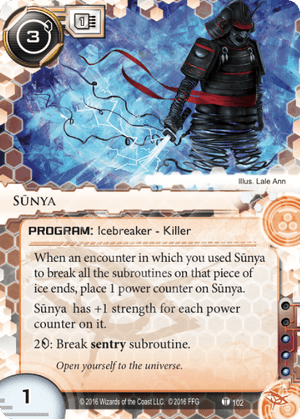 3
1
Illus. Lale Ann
SŪNYA
PROGRAM: Icebreaker - Killer
When an encounter in which you used Sūnya
to break all the subroutines on that piece of
ice ends, place 1 power counter on Sūnya.
Sūnya has +1 strength for each power
counter on it.
2: Break sentry subroutine.
Open yourself to the universe.
1
© 2016 Wizards of the Coast LLC. © 2016 FFG
102